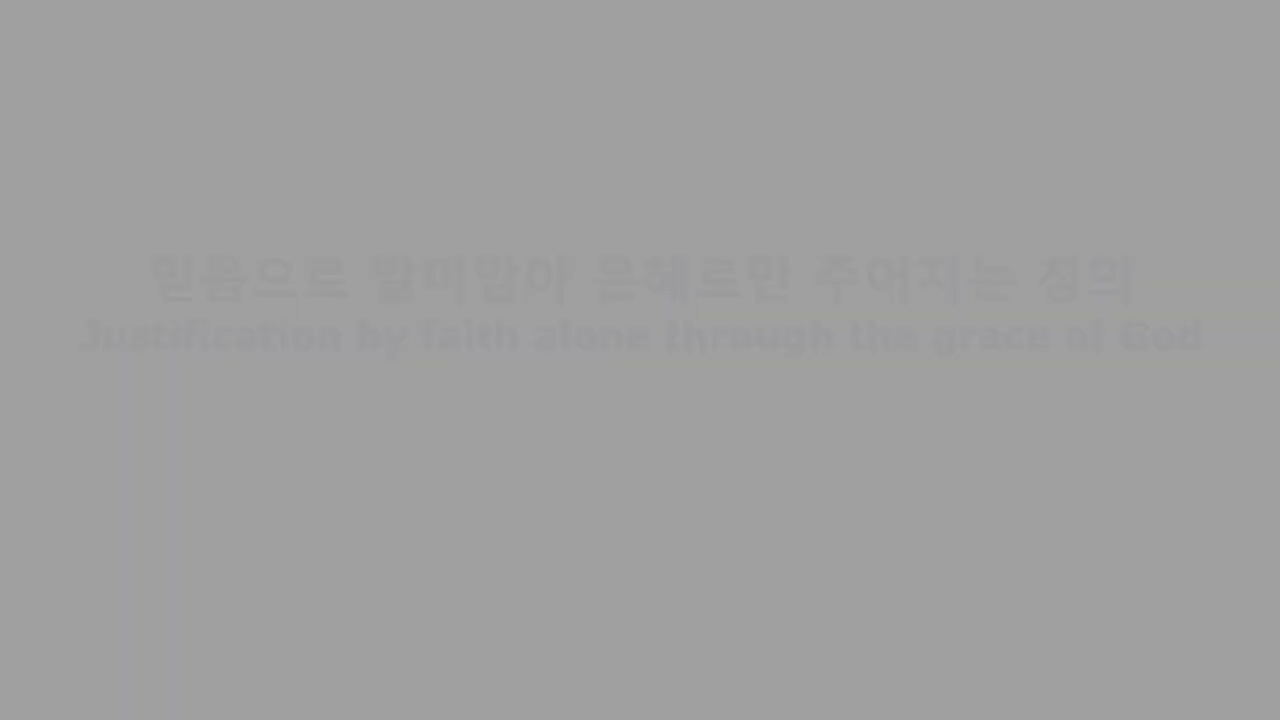 믿음으로 말미암아 은혜로만 주어지는 칭의
Justification by faith alone through the grace of God